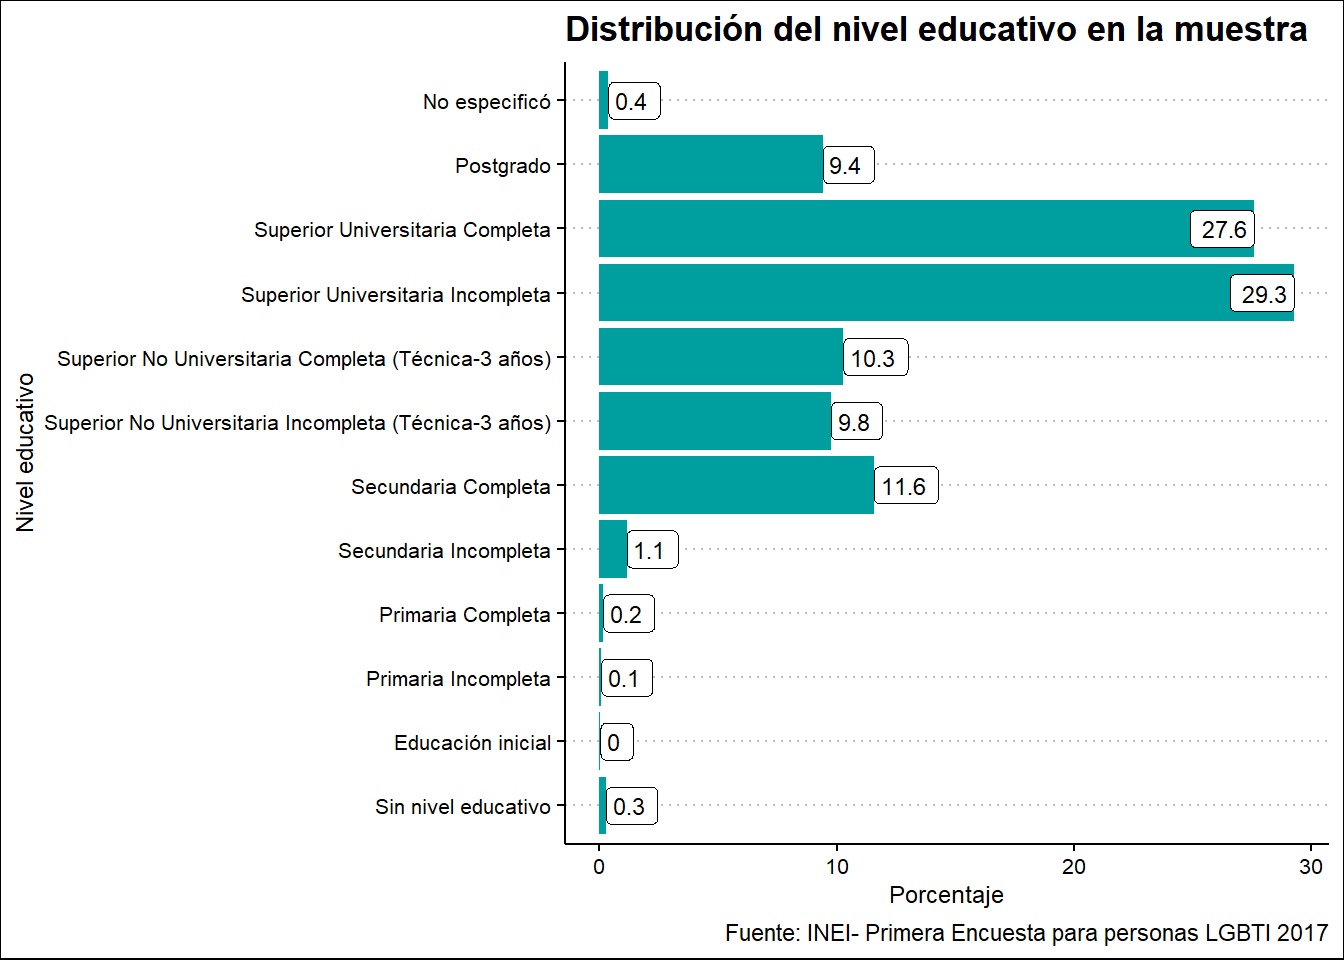 Distribución del nivel educativo en la muestra
Nivel educativo
No especificó 0.4
Postgrado 9.4
Superior Universitaria Completa 27.6
Superior Universitaria Incompleta 29.3
Superior No Universitaria Completa (Técnica-3 años) 10.3
Superior No Universitaria Incompleta (Técnica-3 años) 9.8
Secundaria Completa 11.6
Secundaria Incompleta 1.1
Primaria Completa 0.2
Primaria Incompleta 0.1
Educación inicial 0
Sin nivel educativo 0.3
0 10 20 30
Porcentaje
Fuente: INEI- Primera Encuesta para personas LGBTI 2017